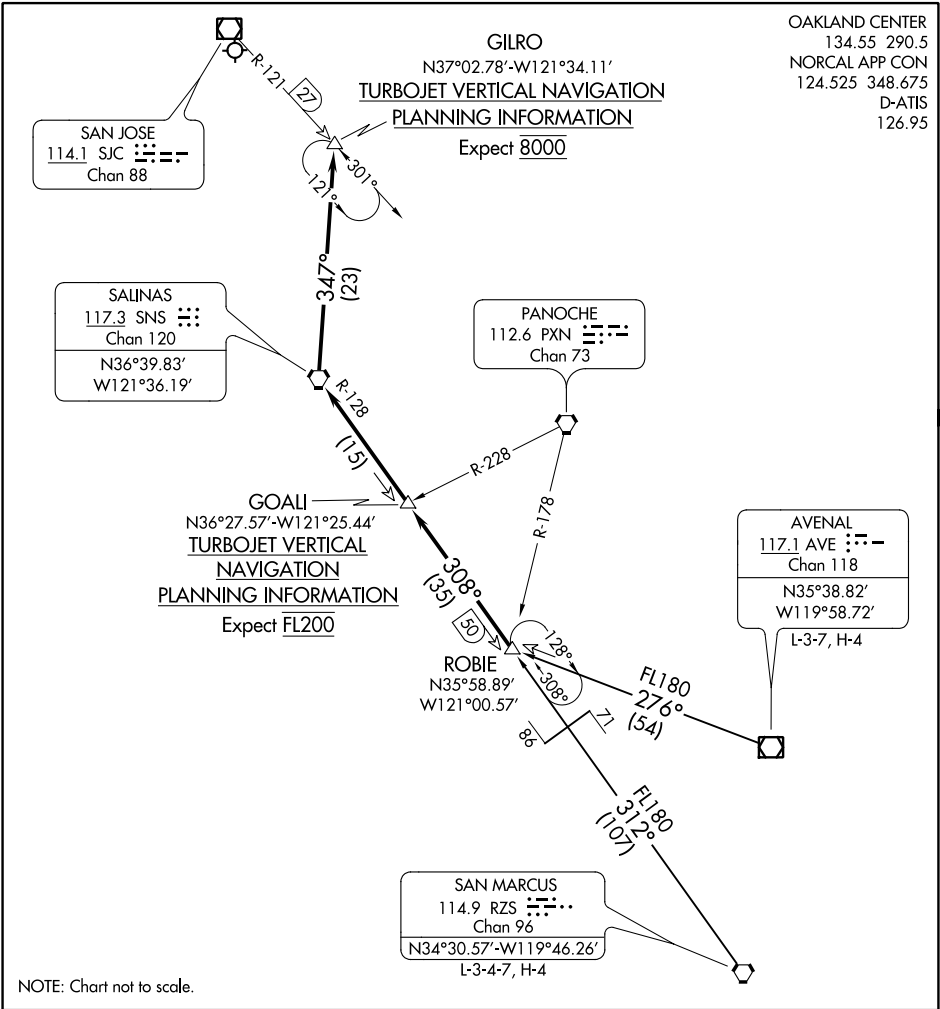 OAKLAND CENTER
134.55 290.5
NORCAL APP CON
124.525 348.675
D-ATIS
126.95
GILRO
N37°02.78'-W121°34.11'
TURBOJET VERTICAL NAVIGATION
PLANNING INFORMATION
Expect 8000
R-121
27
SAN JOSE
114.1 SJC
Chan 88
121°
301°
347°
(23)
SALINAS
117.3 SNS
Chan 120
N36°39.83'
W121°36.19'
PANOCHE
112.6 PXN
Chan 73
R-128
(15)
R-228
R-178
GOALI
N36°27.57'-W121°25.44'
TURBOJET VERTICAL
NAVIGATION
PLANNING INFORMATION
Expect FL200
AVENAL
117.1 AVE
Chan 118
N35°38.82'
W119°58.72'
L-3-7, H-4
308°
(35)
50
128°
308°
ROBIE
N35°58.89'
W121°00.57'
FL180
276°
(54)
86
71
FL180
312°
(107)
SAN MARCUS
114.9 RZS
Chan 96
N34°30.57'-W119°46.26'
L-3-4-7, H-4
NOTE: Chart not to scale.